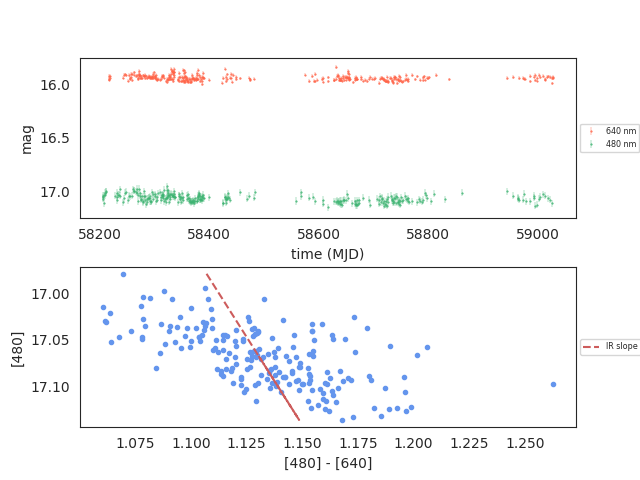 16.0
16.5
17.0
mag
58200 58400 58600 58800 59000
time (MJD)
640 nm
480 nm
17.00
17.05
17.10
[480]
1.075 1.100 1.125 1.150 1.175 1.200 1.225 1.250
[480] - [640]
IR slope